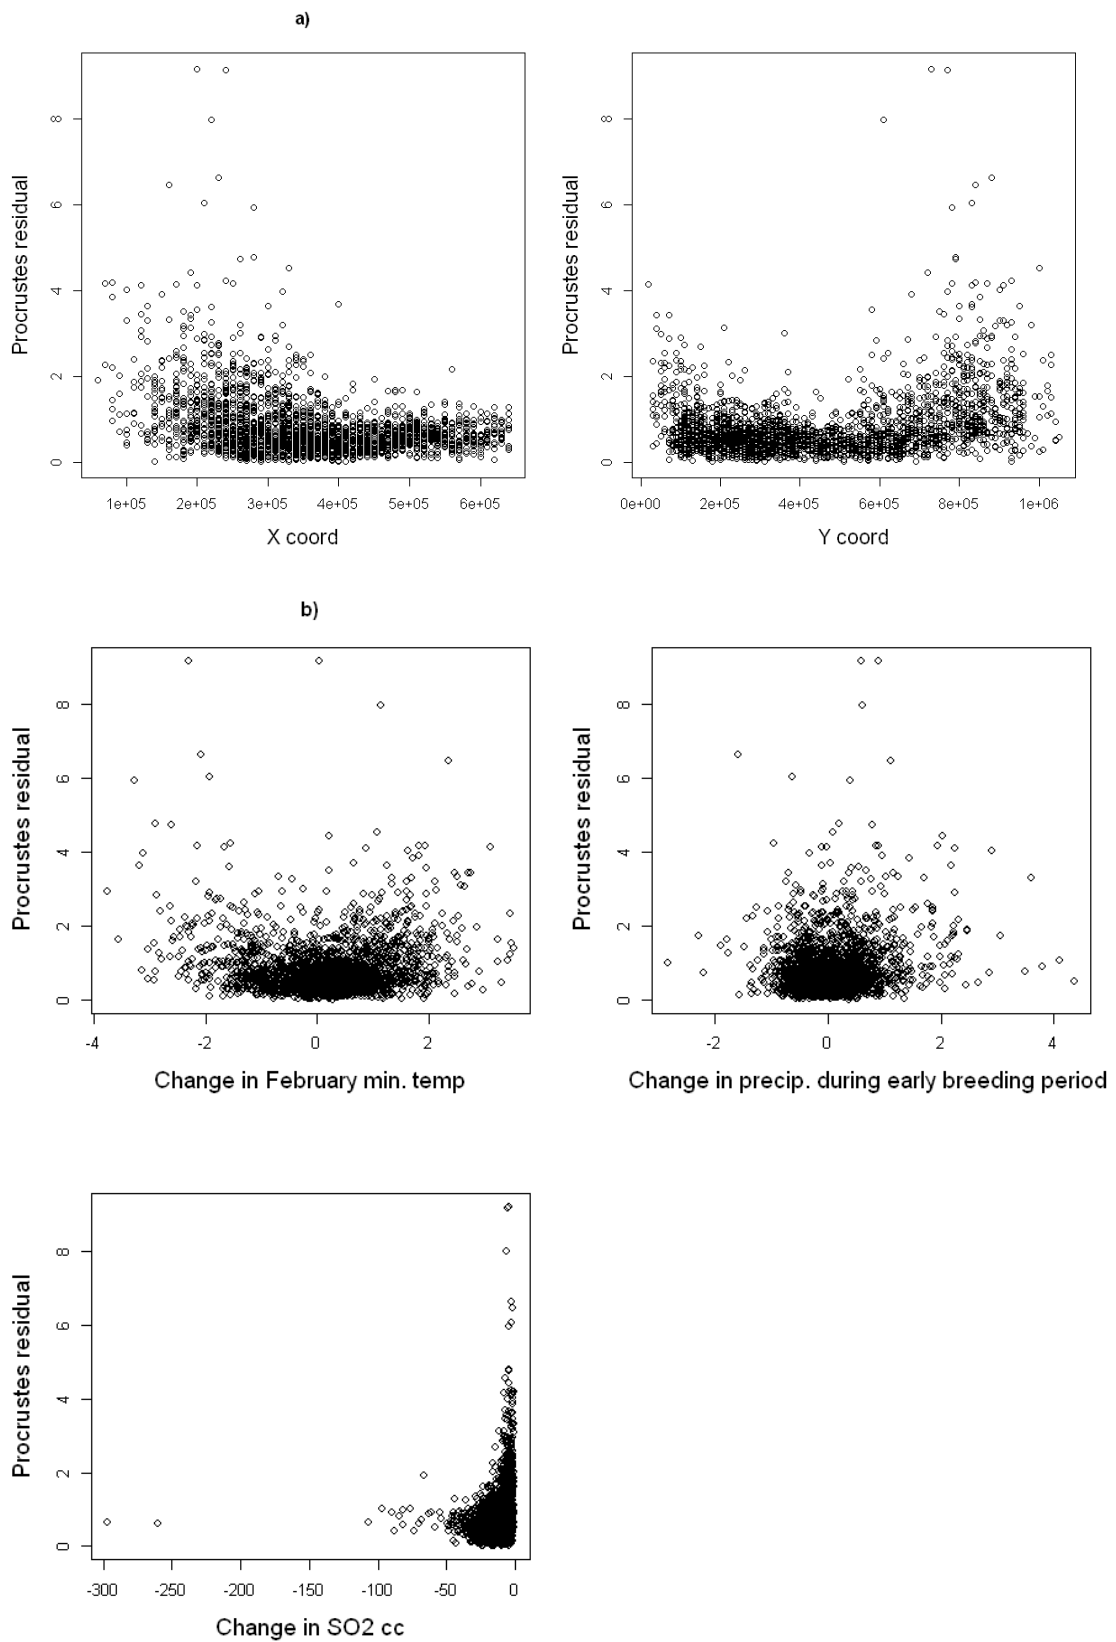 a)
Procrustes residual
0 2 4 6 8
1e+05 2e+05 3e+05 4e+05 5e+05 6e+05
X coord
Procrustes residual
0 2 4 6 8
0e+00 2e+05 4e+05 6e+05 8e+05 1e+06
Y coord
b)
Procrustes residual
0 2 4 6 8
-4 -2 0 2
Change in February min. temp
Procrustes residual
0 2 4 6 8
-2 0 2 4
Change in precip. during early breeding period
Procrustes residual
0 2 4 6 8
-300 -250 -200 -150 -100 -50 0
Change in SO2 cc